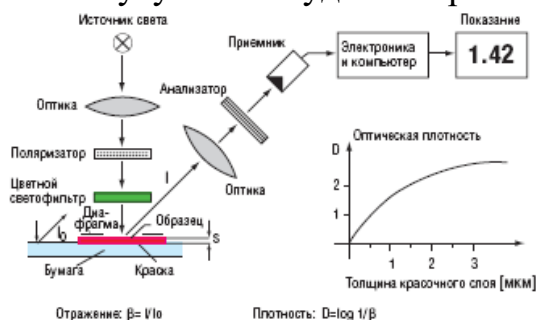 Источник света
Показание
Приемник
Электроника
и компьютер
1.42
Анализатор
Оптика
Поляризатор
Оптика
Цветной
светофильтр
I
Диа-
фрагма
Образец
Io
S
Бумага
Краска
Оптическая плотность
D
2
1
1 2 3
Толщина красочного слоя [МКМ]
Отражение: β= I/Io
Плотность: D=log 1/β